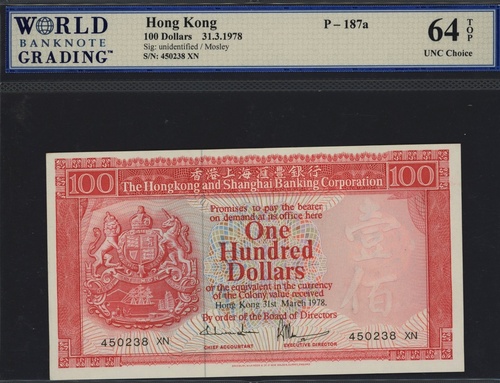 WORLD
BANKNOTE
GRADING™
Hong Kong
100 Dollars 31.3.1978
Sig: unidentified / Mosley
S/N: 450238 XN
P – 187a
64 TOP
UNC Choice
香港上海滙豐銀行
100 The Hongkong and Shanghai Banking Corporation 100
Promises to pay the bearer
on demand at its office here
One
Hundred
Dollars
or the equivalent in the currency
of the Colony value received
Hong Kong 31st March 1978.
By order of the Board of Directors
壹佰
450238 XN
CHIEF ACCOUNTANT
EXECUTIVE DIRECTOR
450238 XN